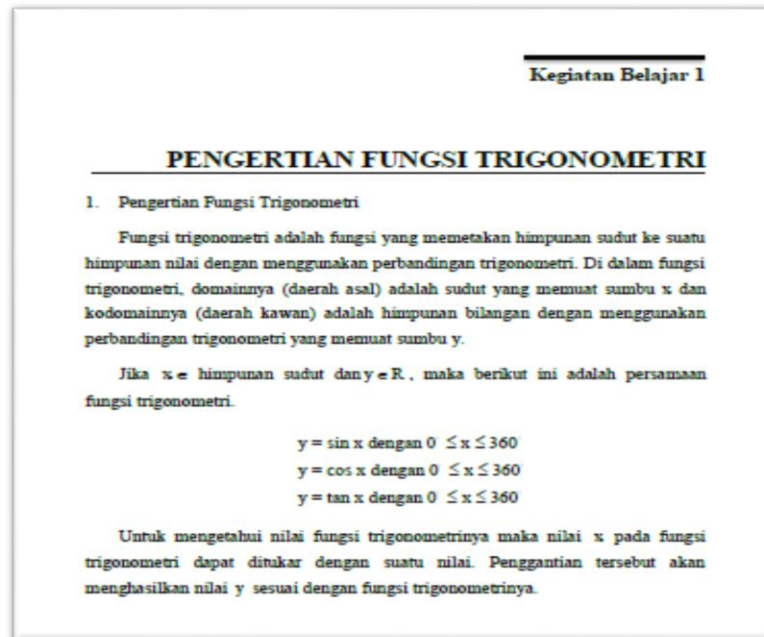 Kegiatan Belajar 1
PENGERTIAN FUNGSI TRIGONOMETRI
1. Pengertian Fungsi Trigonometri
Fungsi trigonometri adalah fungsi yang memetakan himpunan sudut ke suatu
himpunan nilai dengan menggunakan perbandingan trigonometri. Di dalam fungsi
trigonometri, domainnya (daerah asal) adalah sudut yang memuat sumbu x dan
kodomainnya (daerah kawan) adalah himpunan bilangan dengan menggunakan
perbandingan trigonometri yang memuat sumbu y.
Jika x ∈ himpunan sudut dan y ∈ R , maka berikut ini adalah persamaan
fungsi trigonometri.
y = sin x dengan 0 ≤ x ≤ 360
y = cos x dengan 0 ≤ x ≤ 360
y = tan x dengan 0 ≤ x ≤ 360
Untuk mengetahui nilai fungsi trigonometrinya maka nilai x pada fungsi
trigonometri dapat ditukar dengan suatu nilai. Penggantian tersebut akan
menghasilkan nilai y sesuai dengan fungsi trigonometrinya.